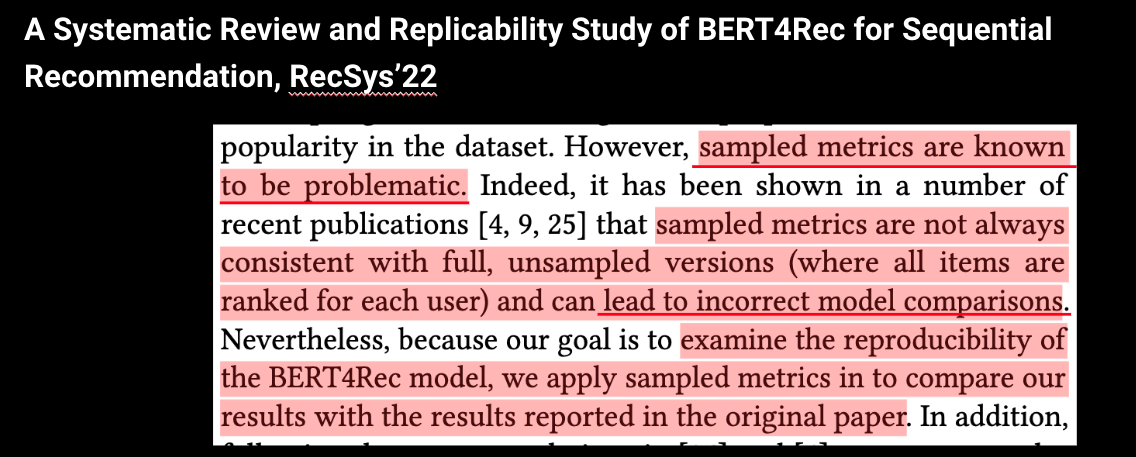 A Systematic Review and Replicability Study of BERT4Rec for Sequential
Recommendation, RecSys’22
popularity in the dataset. However, sampled metrics are known
to be problematic. Indeed, it has been shown in a number of
recent publications [4, 9, 25] that sampled metrics are not always
consistent with full, unsampled versions (where all items are
ranked for each user) and can lead to incorrect model comparisons.
Nevertheless, because our goal is to examine the reproducibility of
the BERT4Rec model, we apply sampled metrics in to compare our
results with the results reported in the original paper. In addition,